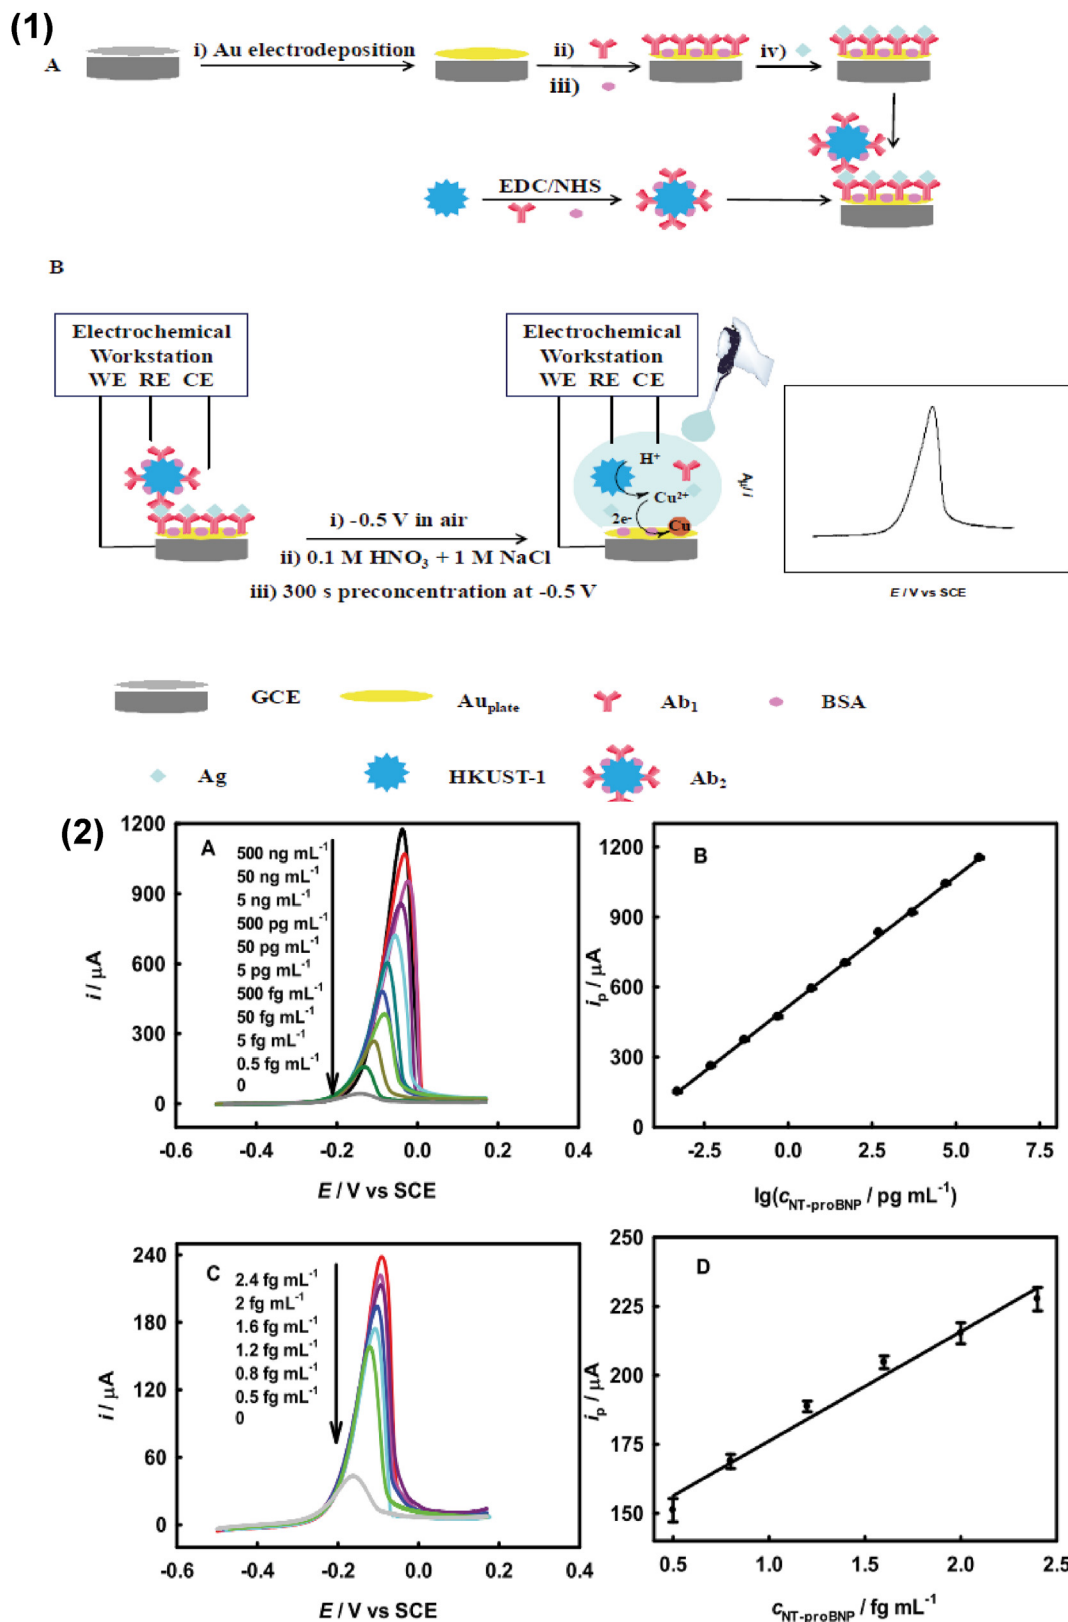 (1)
A
i) Au electrodeposition
ii)
iii)
iv)
EDC/NHS
B
Electrochemical
Workstation
WE RE CE
Electrochemical
Workstation
WE RE CE
i) -0.5 V in air
ii) 0.1 M HNO₃ + 1 M NaCl
iii) 300 s preconcentration at -0.5 V
H⁺
Cu²⁺
2e⁻
Cu
i/μA
E / V vs SCE
GCE
Au_plate
Ab₁
BSA
Ag
HKUST-1
Ab₂
(2)
A
500 ng mL⁻¹
50 ng mL⁻¹
5 ng mL⁻¹
500 pg mL⁻¹
50 pg mL⁻¹
5 pg mL⁻¹
500 fg mL⁻¹
50 fg mL⁻¹
5 fg mL⁻¹
0.5 fg mL⁻¹
0
1200
900
600
300
0
i / μA
-0.6 -0.4 -0.2 0.0 0.2 0.4
E / V vs SCE
B
1200
900
600
300
0
i_p / μA
-2.5 0.0 2.5 5.0 7.5
lg(c_NT-proBNP / pg mL⁻¹)
C
2.4 fg mL⁻¹
2 fg mL⁻¹
1.6 fg mL⁻¹
1.2 fg mL⁻¹
0.8 fg mL⁻¹
0.5 fg mL⁻¹
0
240
180
120
60
0
i / μA
-0.6 -0.4 -0.2 0.0 0.2 0.4
E / V vs SCE
D
250
225
200
175
150
i_p / μA
0.5 1.0 1.5 2.0 2.5
c_NT-proBNP / fg mL⁻¹